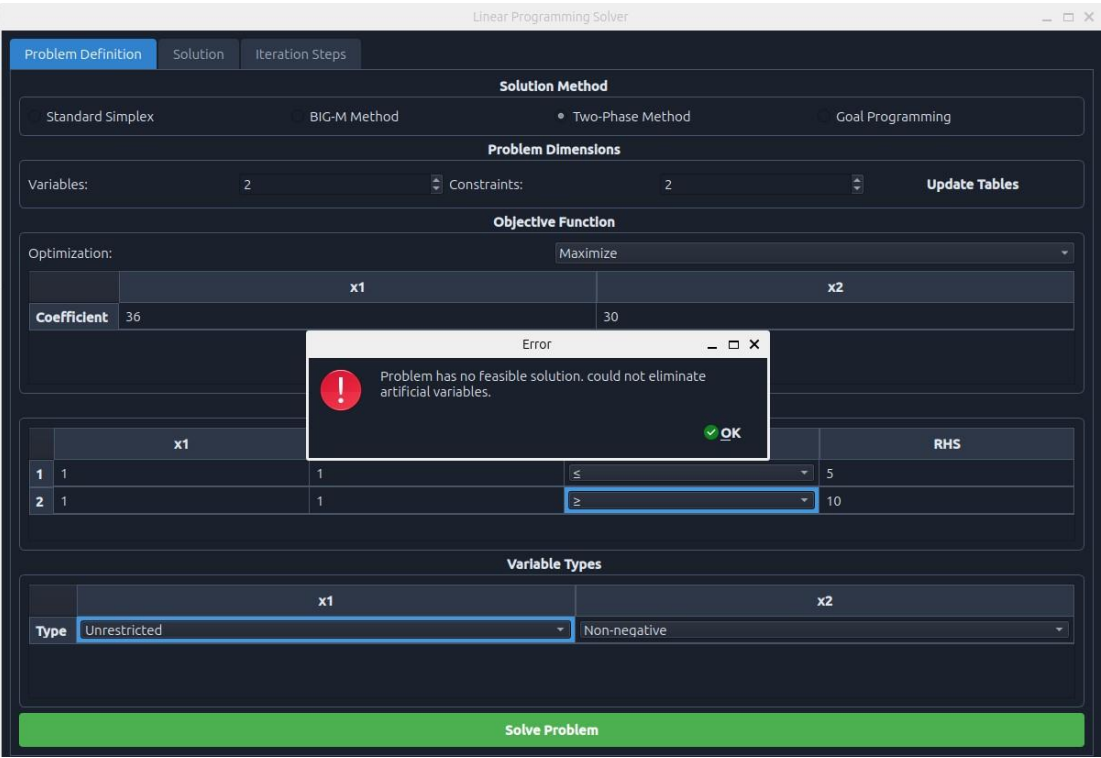 Linear Programming Solver
Problem Definition Solution Iteration Steps
Solution Method
Standard Simplex BIG-M Method Two-Phase Method Goal Programming
Problem Dimensions
Variables: 2 Constraints: 2 Update Tables
Objective Function
Optimization: Maximize
x1 x2
Coefficient 36 30
Error
Problem has no feasible solution. could not eliminate
artificial variables.
OK
x1 RHS
1 1 1 ≤ 5
2 1 1 ≥ 10
Variable Types
x1 x2
Type Unrestricted Non-negative
Solve Problem